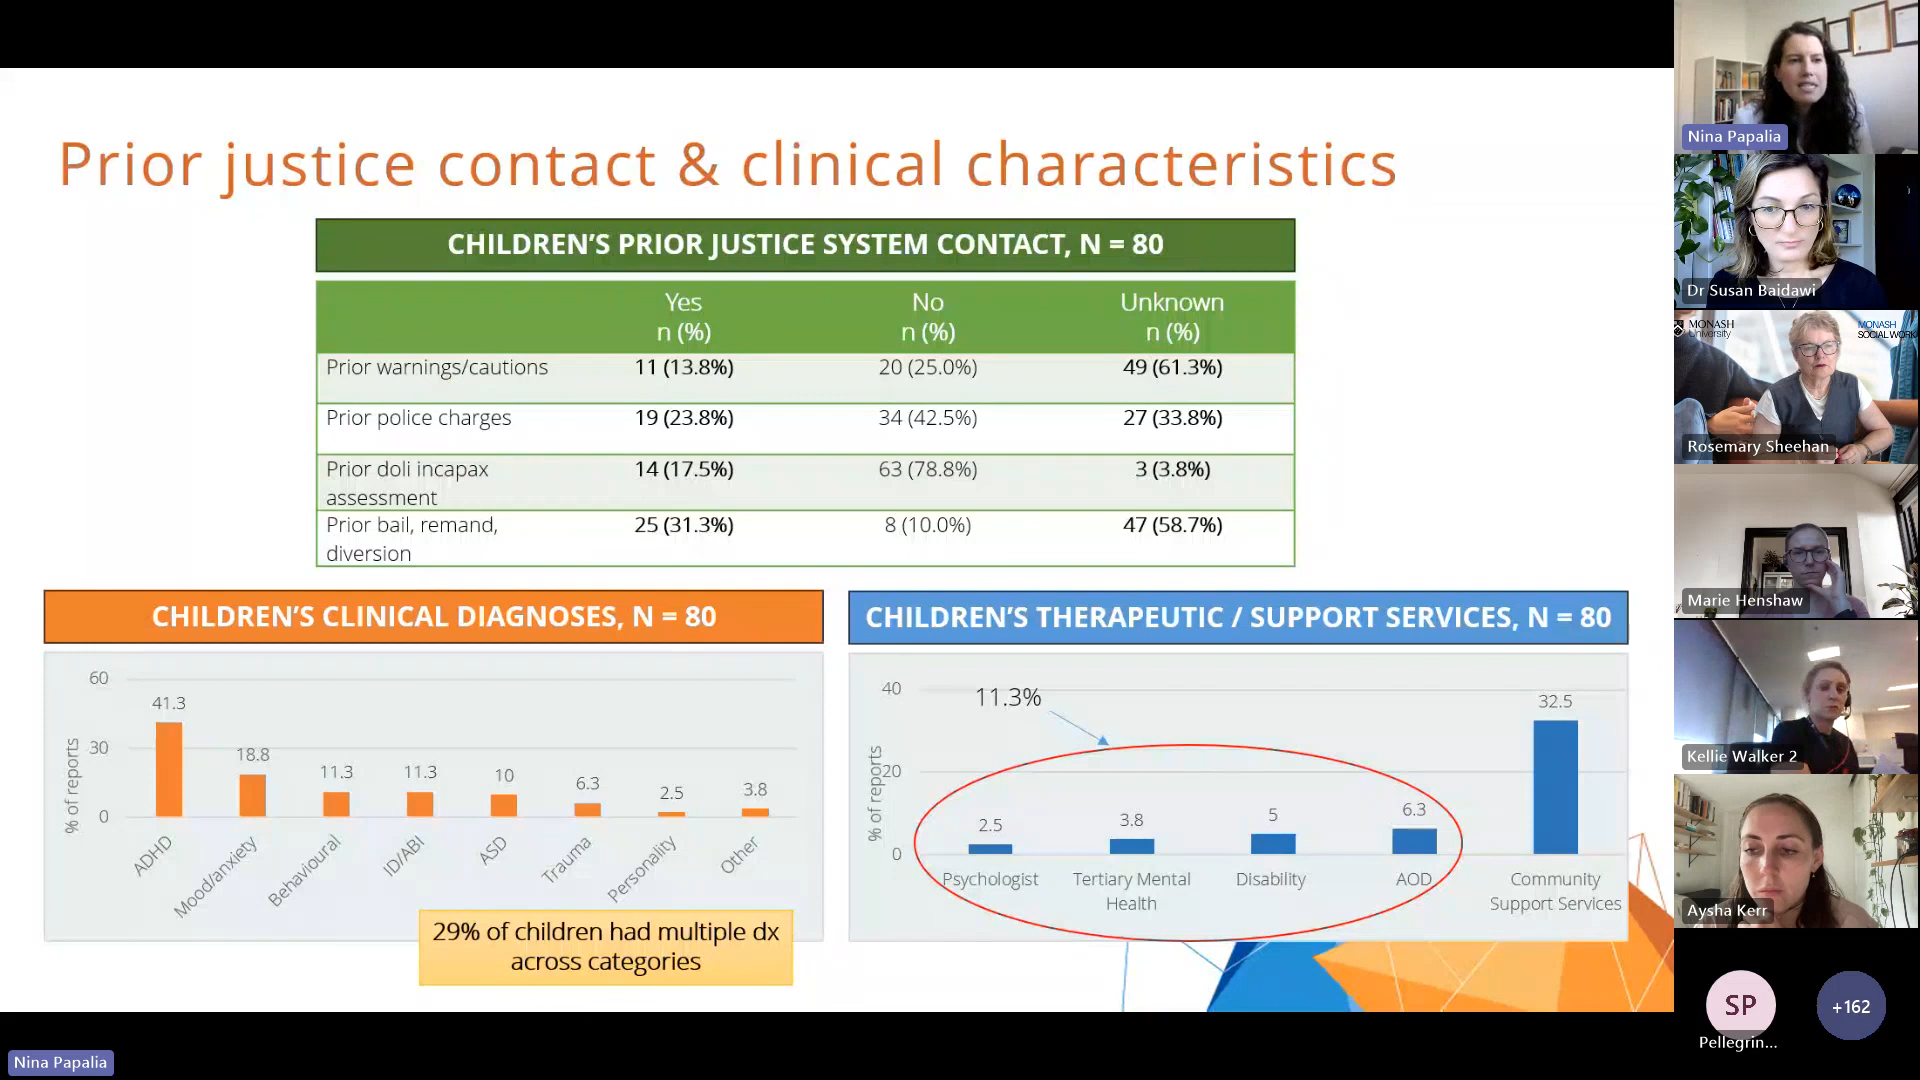 Prior justice contact & clinical characteristics
CHILDREN'S PRIOR JUSTICE SYSTEM CONTACT, N = 80
Yes No Unknown
n (%) n (%) n (%)
Prior warnings/cautions 11 (13.8%) 20 (25.0%) 49 (61.3%)
Prior police charges 19 (23.8%) 34 (42.5%) 27 (33.8%)
Prior doli incapax 14 (17.5%) 63 (78.8%) 3 (3.8%)
assessment
Prior bail, remand, 25 (31.3%) 8 (10.0%) 47 (58.7%)
diversion
CHILDREN'S CLINICAL DIAGNOSES, N = 80
60
30
0
% of reports
41.3
18.8
11.3
11.3
10
6.3
2.5
3.8
ADHD
Mood/anxiety
Behavioural
ID/ABI
ASD
Trauma
Personality
Other
29% of children had multiple dx
across categories
CHILDREN'S THERAPEUTIC / SUPPORT SERVICES, N = 80
11.3%
40
20
0
% of reports
2.5
3.8
5
6.3
32.5
Psychologist
Tertiary Mental
Health
Disability
AOD
Community
Support Services
Nina Papalia
Dr Susan Baidawi
MONASH
University
MONASH
SOCIAL WORK
Rosemary Sheehan
Marie Henshaw
Kellie Walker 2
Aysha Kerr
SP
+162
Pellegrin...
Nina Papalia